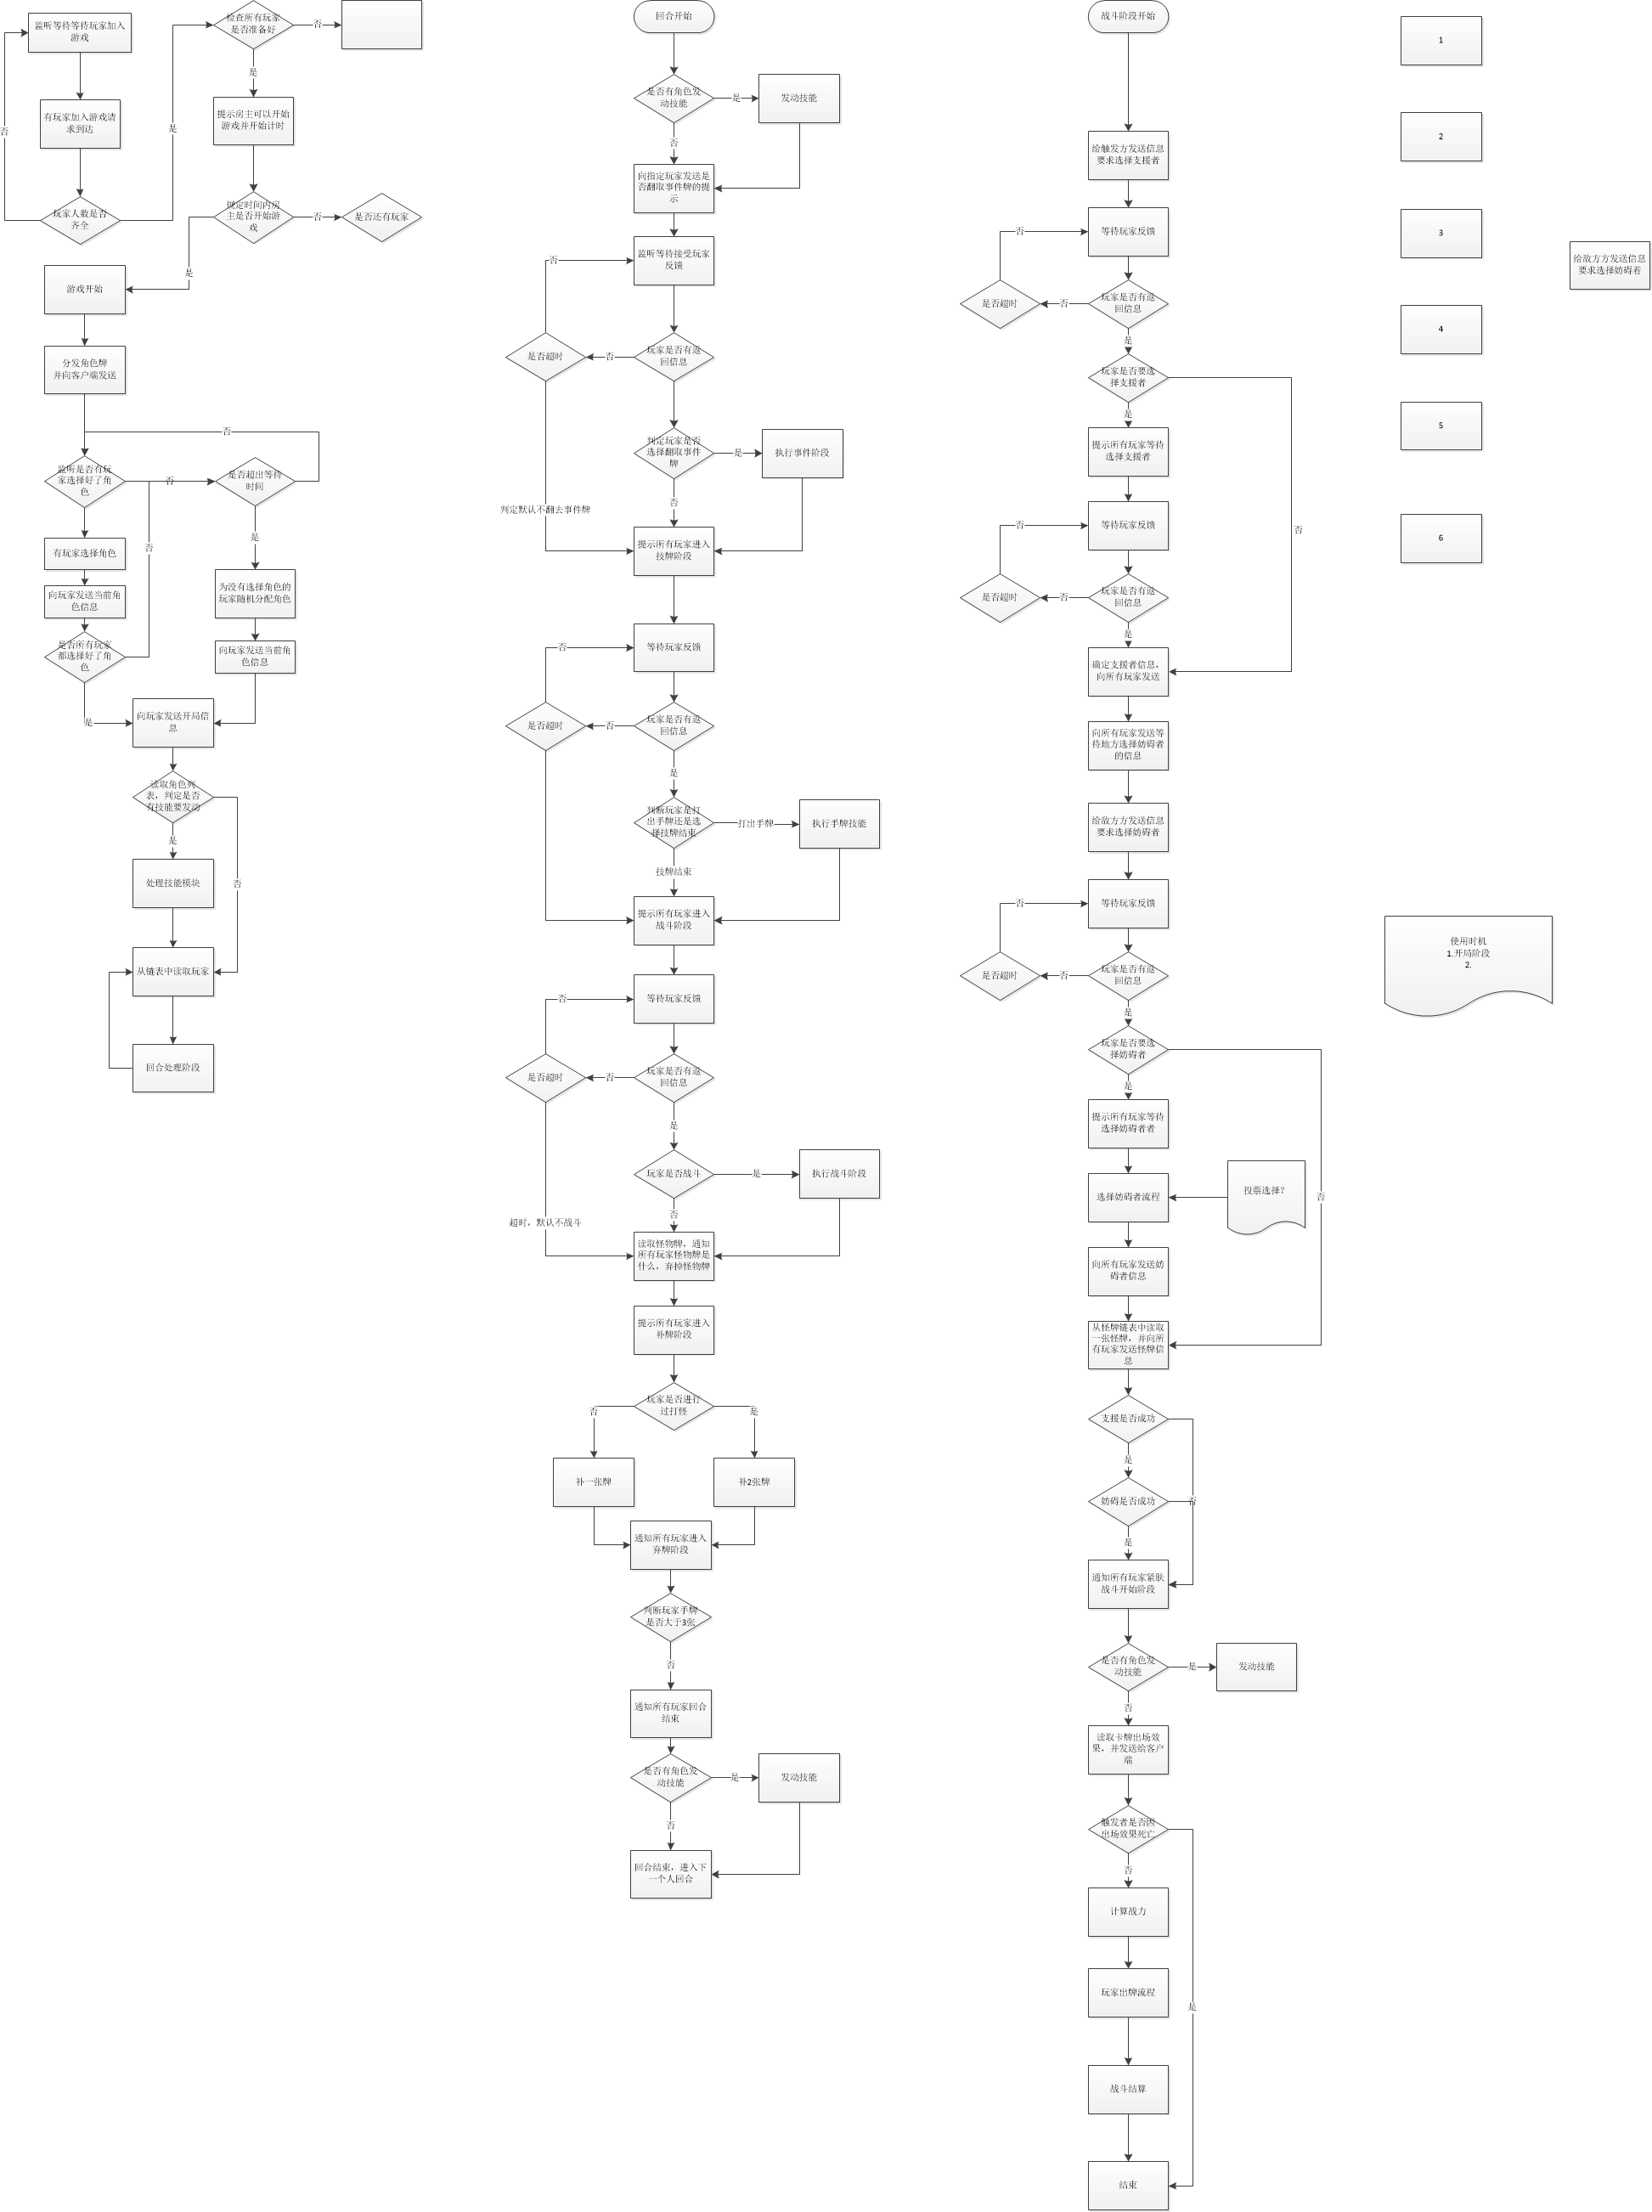 监听等待等待玩家加入
游戏
有玩家加入游戏请
求到达
玩家人数是否
齐全
否
是
检查所有玩家
是否准备好
否
是
提示房主可以开始
游戏并开始计时
规定时间内房
主是否开始游
戏
否
是否还有玩家
是
游戏开始
分发角色牌
并向客户端发送
否
监听是否有玩
家选择好了角
色
否
是否超出等待
时间
是
有玩家选择角色
否
向玩家发送当前角
色信息
为没有选择角色的
玩家随机分配角色
是否所有玩家
都选择好了角
色
向玩家发送当前角
色信息
是
向玩家发送开局信
息
读取角色列
表，判定是否
有技能要发动
是
否
处理技能模块
从链表中读取玩家
回合处理阶段
回合开始
是否有角色发
动技能
是
发动技能
否
向指定玩家发送是
否翻取事件牌的提
示
监听等待接受玩家
反馈
否
玩家是否有返
回信息
否
是否超时
判定玩家是否
选择翻取事件
牌
是
执行事件阶段
否
判定默认不翻去事件牌
提示所有玩家进入
技牌阶段
等待玩家反馈
否
玩家是否有返
回信息
否
是否超时
是
判断玩家是打
出手牌还是选
择技牌结束
打出手牌
执行手牌技能
技牌结束
提示所有玩家进入
战斗阶段
等待玩家反馈
否
玩家是否有返
回信息
否
是否超时
是
玩家是否战斗
是
执行战斗阶段
否
超时，默认不战斗
读取怪物牌，通知
所有玩家怪物牌是
什么，弃掉怪物牌
提示所有玩家进入
补牌阶段
玩家是否进行
过打怪
否
是
补一张牌
补2张牌
通知所有玩家进入
弃牌阶段
判断玩家手牌
是否大于3张
否
通知所有玩家回合
结束
是否有角色发
动技能
是
发动技能
否
回合结束，进入下
一个人回合
战斗阶段开始
给触发方发送信息
要求选择支援者
等待玩家反馈
否
玩家是否有返
回信息
否
是否超时
是
玩家是否要选
择支援者
是
否
提示所有玩家等待
选择支援者
等待玩家反馈
否
玩家是否有返
回信息
否
是否超时
是
确定支援者信息，
向所有玩家发送
向所有玩家发送等
待地方选择妨碍者
的信息
给敌方方发送信息
要求选择妨碍者
等待玩家反馈
否
玩家是否有返
回信息
否
是否超时
是
玩家是否要选
择妨碍者
是
否
提示所有玩家等待
选择妨碍者者
选择妨碍者流程
投票选择？
向所有玩家发送妨
碍者信息
从怪牌链表中读取
一张怪牌，并向所
有玩家发送怪牌信
息
支援是否成功
是
妨碍是否成功
否
是
通知所有玩家紧肤
战斗开始阶段
是否有角色发
动技能
是
发动技能
否
读取卡牌出场效
果，并发送给客户
端
触发者是否因
出场效果死亡
否
是
计算战力
玩家出牌流程
战斗结算
结束
1
2
3
4
5
6
给敌方方发送信息
要求选择妨碍着
使用时机
1.开局阶段
2.